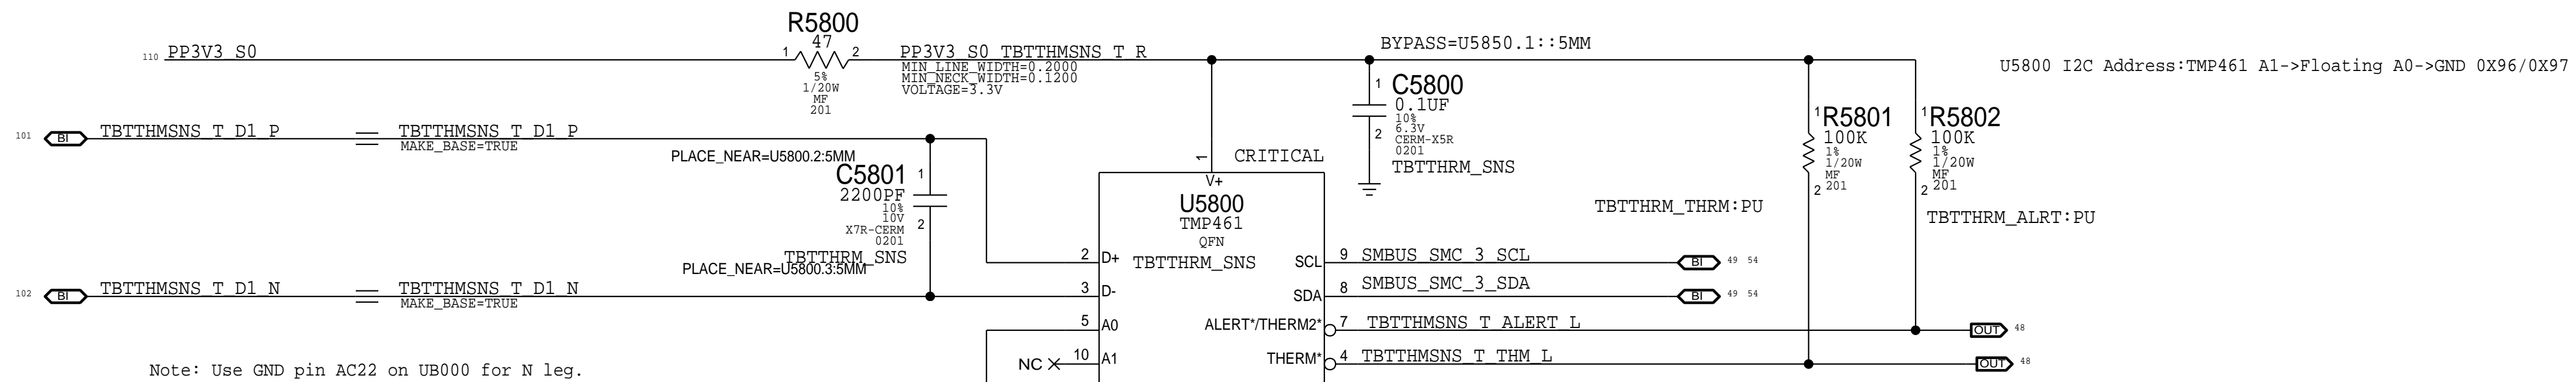 R5800
47
1
2
5%
1/20W
MF
201
110
PP3V3_S0
PP3V3_S0_TBTTHMSNS_T_R
MIN_LINE_WIDTH=0.2000
MIN_NECK_WIDTH=0.1200
VOLTAGE=3.3V
BYPASS=U5850.1::5MM
U5800 I2C Address:TMP461 A1->Floating A0->GND 0X96/0X97
1
C5800
0.1UF
10%
6.3V
CERM-X5R
0201
2
TBTTHRM_SNS
1
R5801
100K
1%
1/20W
MF
201
2
1
R5802
100K
1%
1/20W
MF
201
2
TBTTHRM_THRM:PU
TBTTHRM_ALRT:PU
101
BI
TBTTHMSNS_T_D1_P
TBTTHMSNS_T_D1_P
MAKE_BASE=TRUE
PLACE_NEAR=U5800.2:5MM
C5801
1
2200PF
10%
10V
X7R-CERM
0201
2
TBTTHRM_SNS
PLACE_NEAR=U5800.3:5MM
102
BI
TBTTHMSNS_T_D1_N
TBTTHMSNS_T_D1_N
MAKE_BASE=TRUE
1
CRITICAL
V+
U5800
TMP461
QFN
TBTTHRM_SNS
2
D+
3
D-
5
A0
NC
10
A1
SCL
9
SMBUS_SMC_3_SCL
BI
49 54
SDA
8
SMBUS_SMC_3_SDA
BI
49 54
ALERT*/THERM2*
7
TBTTHMSNS_T_ALERT_L
OUT
48
THERM*
4
TBTTHMSNS_T_THM_L
OUT
48
Note: Use GND pin AC22 on UB000 for N leg.